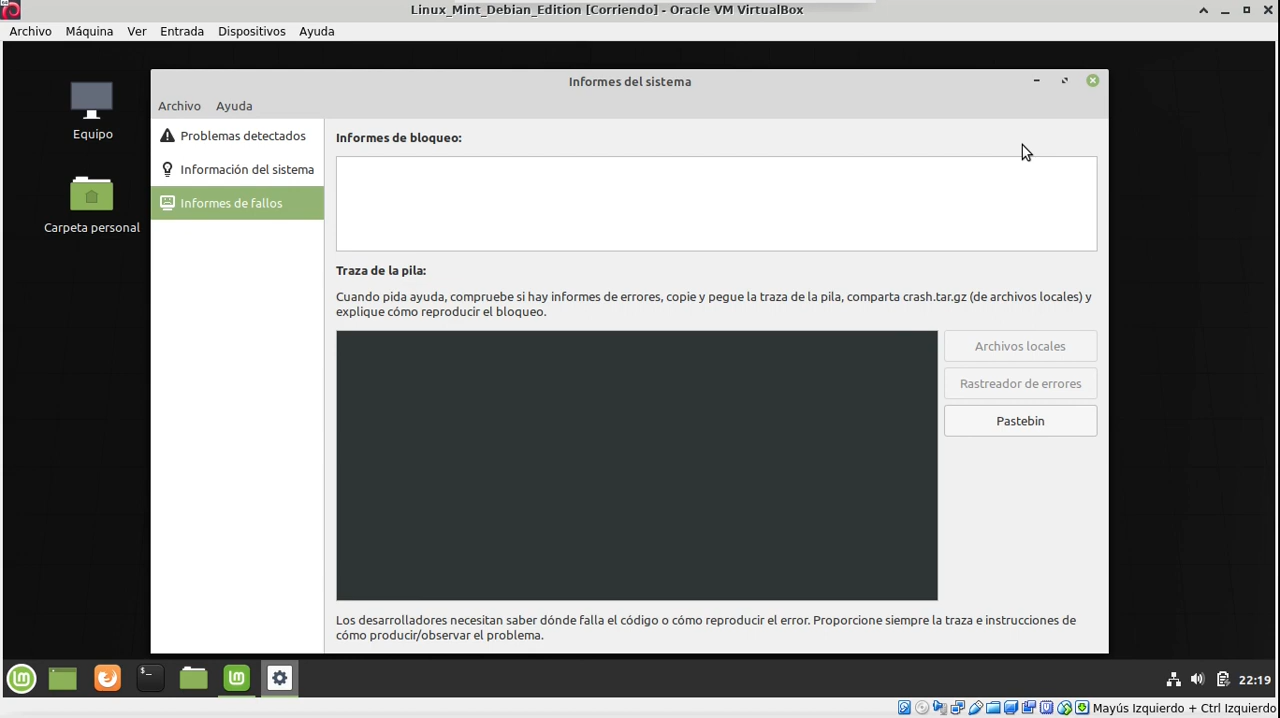 Linux_Mint_Debian_Edition [Corriendo] - Oracle VM VirtualBox
Archivo Máquina Ver Entrada Dispositivos Ayuda
Equipo
Carpeta personal
Informes del sistema
Archivo Ayuda
Problemas detectados
Información del sistema
Informes de fallos
Informes de bloqueo:
Traza de la pila:
Cuando pida ayuda, compruebe si hay informes de errores, copie y pegue la traza de la pila, comparta crash.tar.gz (de archivos locales) y
explique cómo reproducir el bloqueo.
Archivos locales
Rastreador de errores
Pastebin
Los desarrolladores necesitan saber dónde falla el código o cómo reproducir el error. Proporcione siempre la traza e instrucciones de
cómo producir/observar el problema.
22:19
Mayús Izquierdo + Ctrl Izquierdo